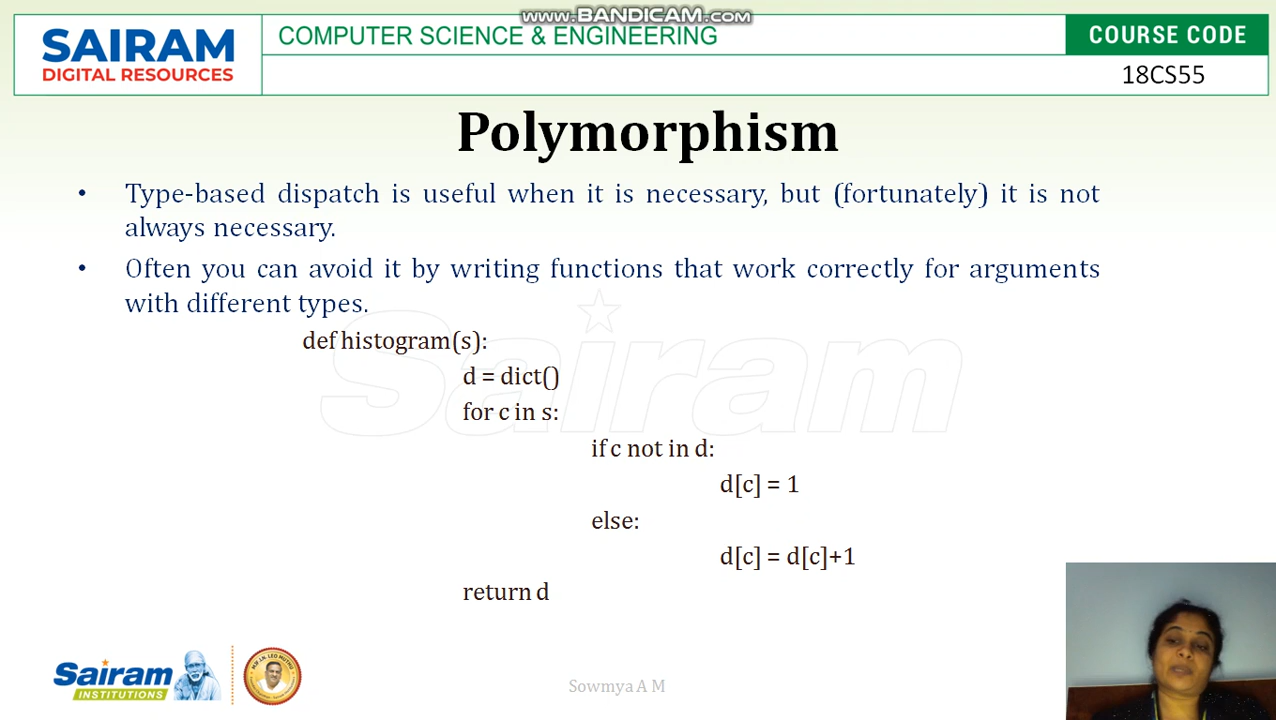 www.BANDICAM.com
SAIRAM
DIGITAL RESOURCES
COMPUTER SCIENCE & ENGINEERING
COURSE CODE
18CS55
Polymorphism
• Type-based dispatch is useful when it is necessary, but (fortunately) it is not
always necessary.
• Often you can avoid it by writing functions that work correctly for arguments
with different types.
Sairam
def histogram(s):
d = dict()
for c in s:
if c not in d:
d[c] = 1
else:
d[c] = d[c]+1
return d
Sairam
INSTITUTIONS
Sowmya A M